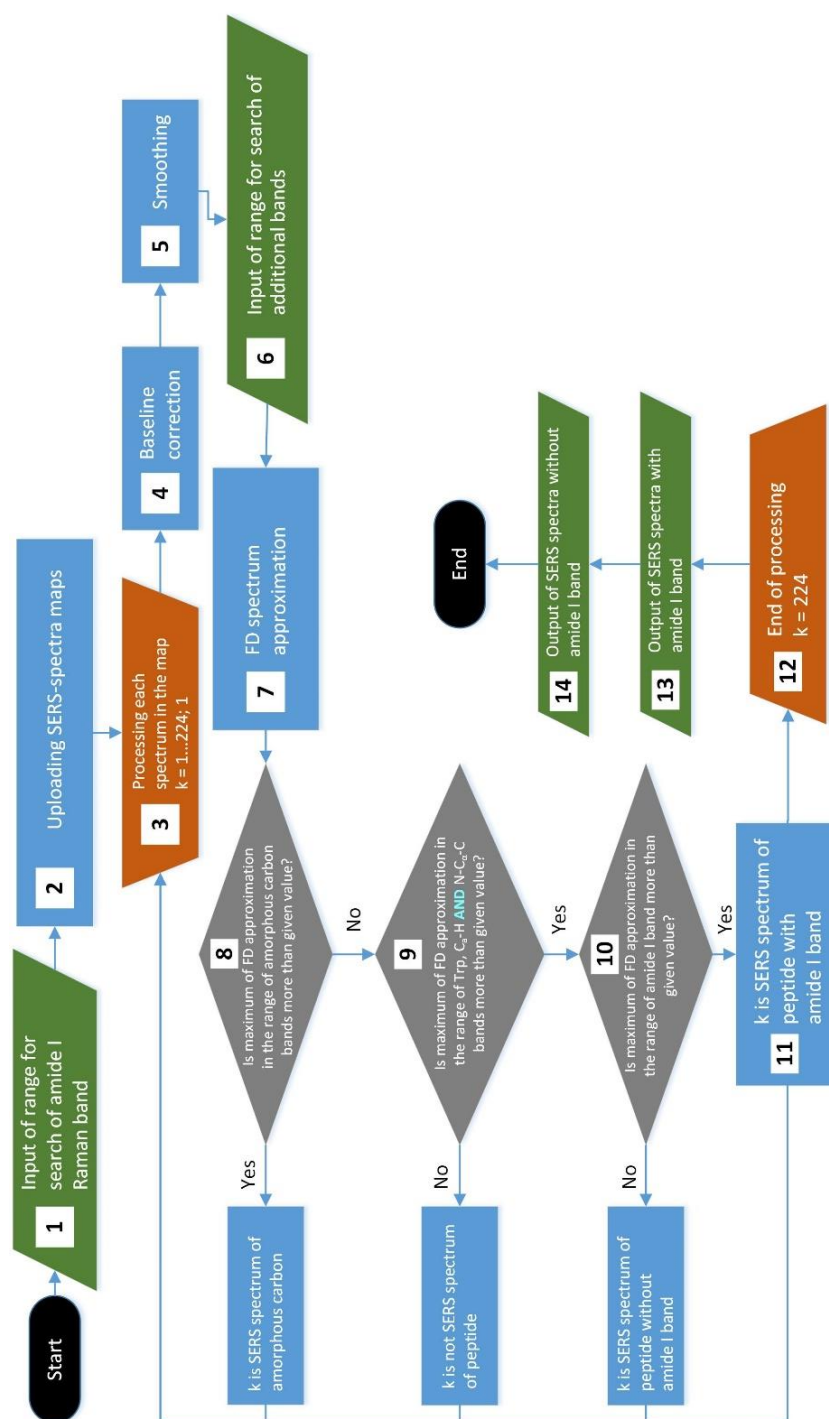 Start
1
Input of range for
search of amide I
Raman band
2
Uploading SERS-spectra maps
3
Processing each
spectrum in the map
k = 1...224; 1
4
Baseline
correction
5
Smoothing
6
Input of range for search of
additional bands
7
FD spectrum
approximation
8
Is maximum of FD approximation
in the range of amorphous carbon
bands more than given value?
Yes
k is SERS spectrum of
amorphous carbon
No
9
Is maximum of FD approximation in
the range of Trp, Cα-H AND N-Cα-C
bands more than given value?
No
k is not SERS spectrum
of peptide
Yes
10
Is maximum of FD approximation in
the range of amide I band more than
given value?
No
k is SERS spectrum of
peptide without
amide I band
Yes
11
k is SERS spectrum of
peptide with
amide I band
12
End of processing
k = 224
13
Output of SERS spectra with
amide I band
14
Output of SERS spectra without
amide I band
End